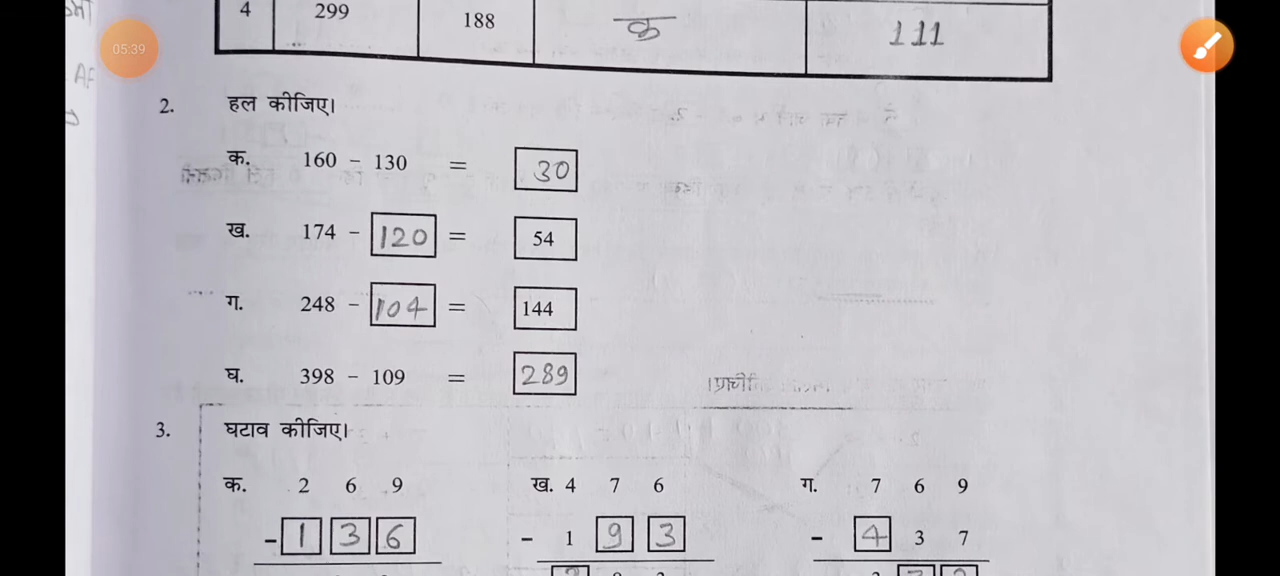 4 299 188 क 111
05:39
2. हल कीजिए।
क. 160 - 130 = 30
ख. 174 - 120 = 54
ग. 248 - 104 = 144
घ. 398 - 109 = 289
3. घटाव कीजिए।
क. 2 6 9 ख. 4 7 6 ग. 7 6 9
- 1 3 6 - 1 9 3 - 4 3 7